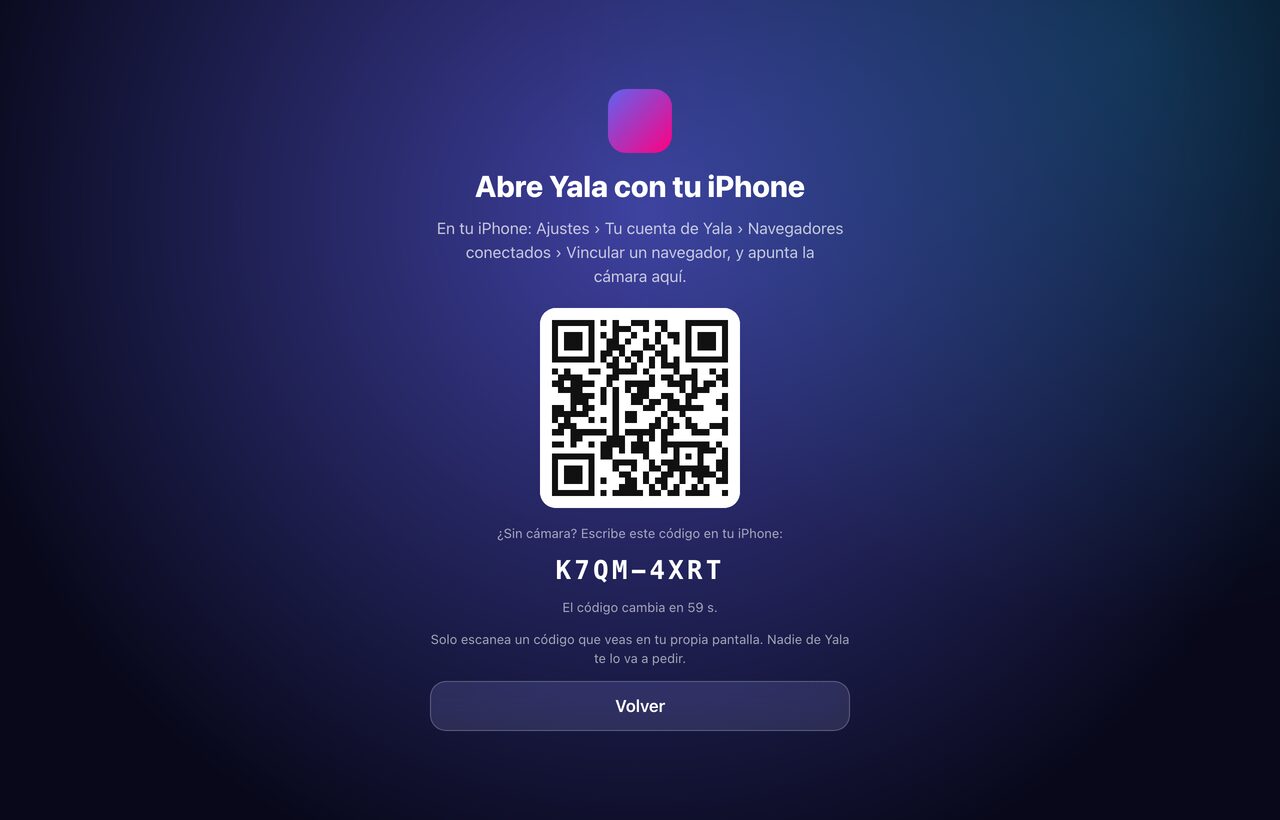 Abre Yala con tu iPhone
En tu iPhone: Ajustes › Tu cuenta de Yala › Navegadores
conectados › Vincular un navegador, y apunta la
cámara aquí.
¿Sin cámara? Escribe este código en tu iPhone:
K7QM–4XRT
El código cambia en 59 s.
Solo escanea un código que veas en tu propia pantalla. Nadie de Yala
te lo va a pedir.
Volver